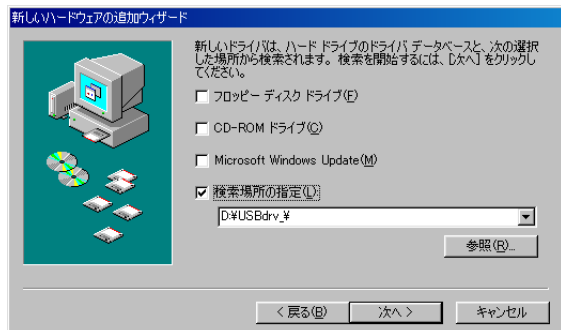 新しいハードウェアの追加ウィザード
新しいドライバは、ハード ドライブのドライバ データベースと、次の選択
した場所から検索されます。検索を開始するには、[次へ] をクリックし
てください。
フロッピー ディスク ドライブ(F)
CD-ROM ドライブ(C)
Microsoft Windows Update(M)
検索場所の指定(L):
D:¥USBdrv_¥
参照(R)...
< 戻る(B)
次へ >
キャンセル